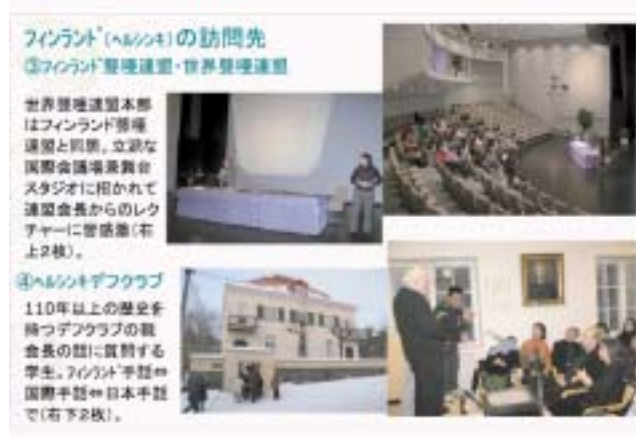 フィンランド(ヘルシンキ)の訪問先
③フィンランド聾唖連盟・世界聾唖連盟
世界聾唖連盟本部
はフィンランド聾唖
連盟と同居。立派な
国際会議場兼舞台
スタジオに招かれて
連盟会長からのレク
チャーに皆感激(右
上2枚)。
④ヘルシンキデフクラブ
110年以上の歴史を
持つデフクラブの
会長の話に質問する
学生。フィンランド手話⇔
国際手話⇔日本手話
で(右下2枚)。